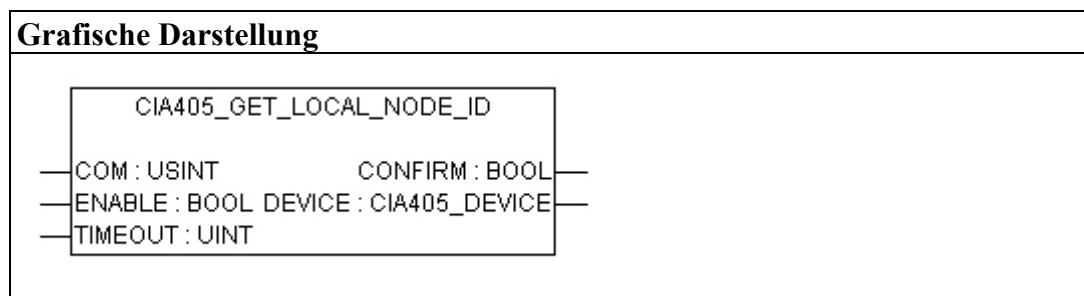 Grafische Darstellung
CIA405_GET_LOCAL_NODE_ID
COM : USINT CONFIRM : BOOL
ENABLE : BOOL DEVICE : CIA405_DEVICE
TIMEOUT : UINT